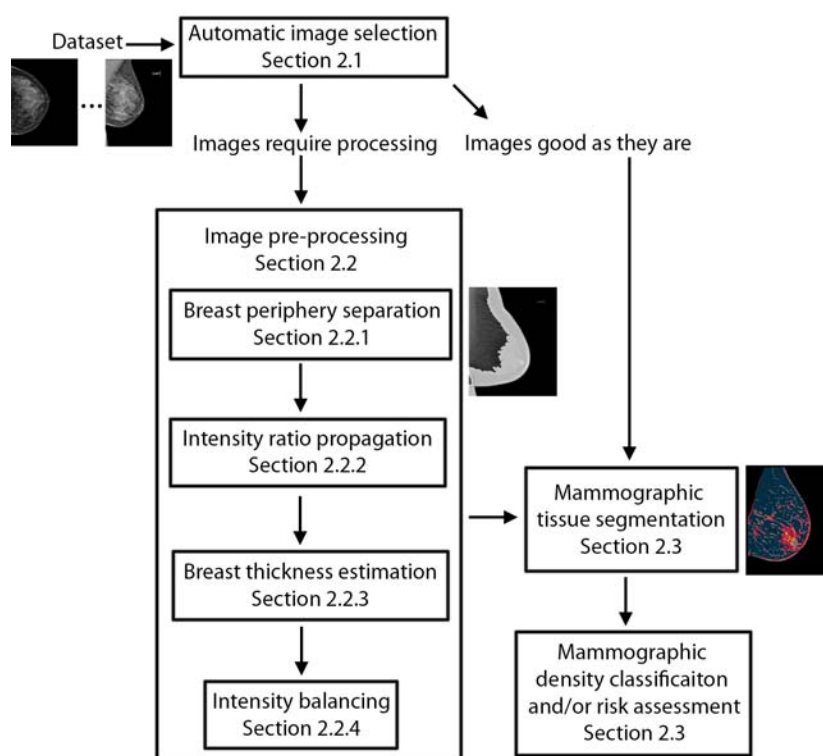 Dataset
Automatic image selection
Section 2.1
Images require processing
Images good as they are
Image pre-processing
Section 2.2
Breast periphery separation
Section 2.2.1
Intensity ratio propagation
Section 2.2.2
Breast thickness estimation
Section 2.2.3
Intensity balancing
Section 2.2.4
Mammographic
tissue segmentation
Section 2.3
Mammographic
density classificaiton
and/or risk assessment
Section 2.3